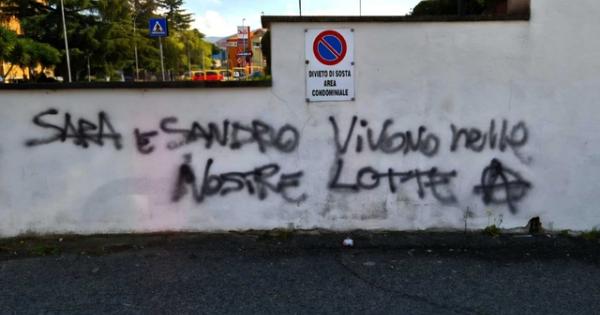 DIVIETO DI SOSTA
AREA
CONDOMINIALE
SARA E SANDRO VIVONO nelle
NOSTRE LOTTE Ⓐ